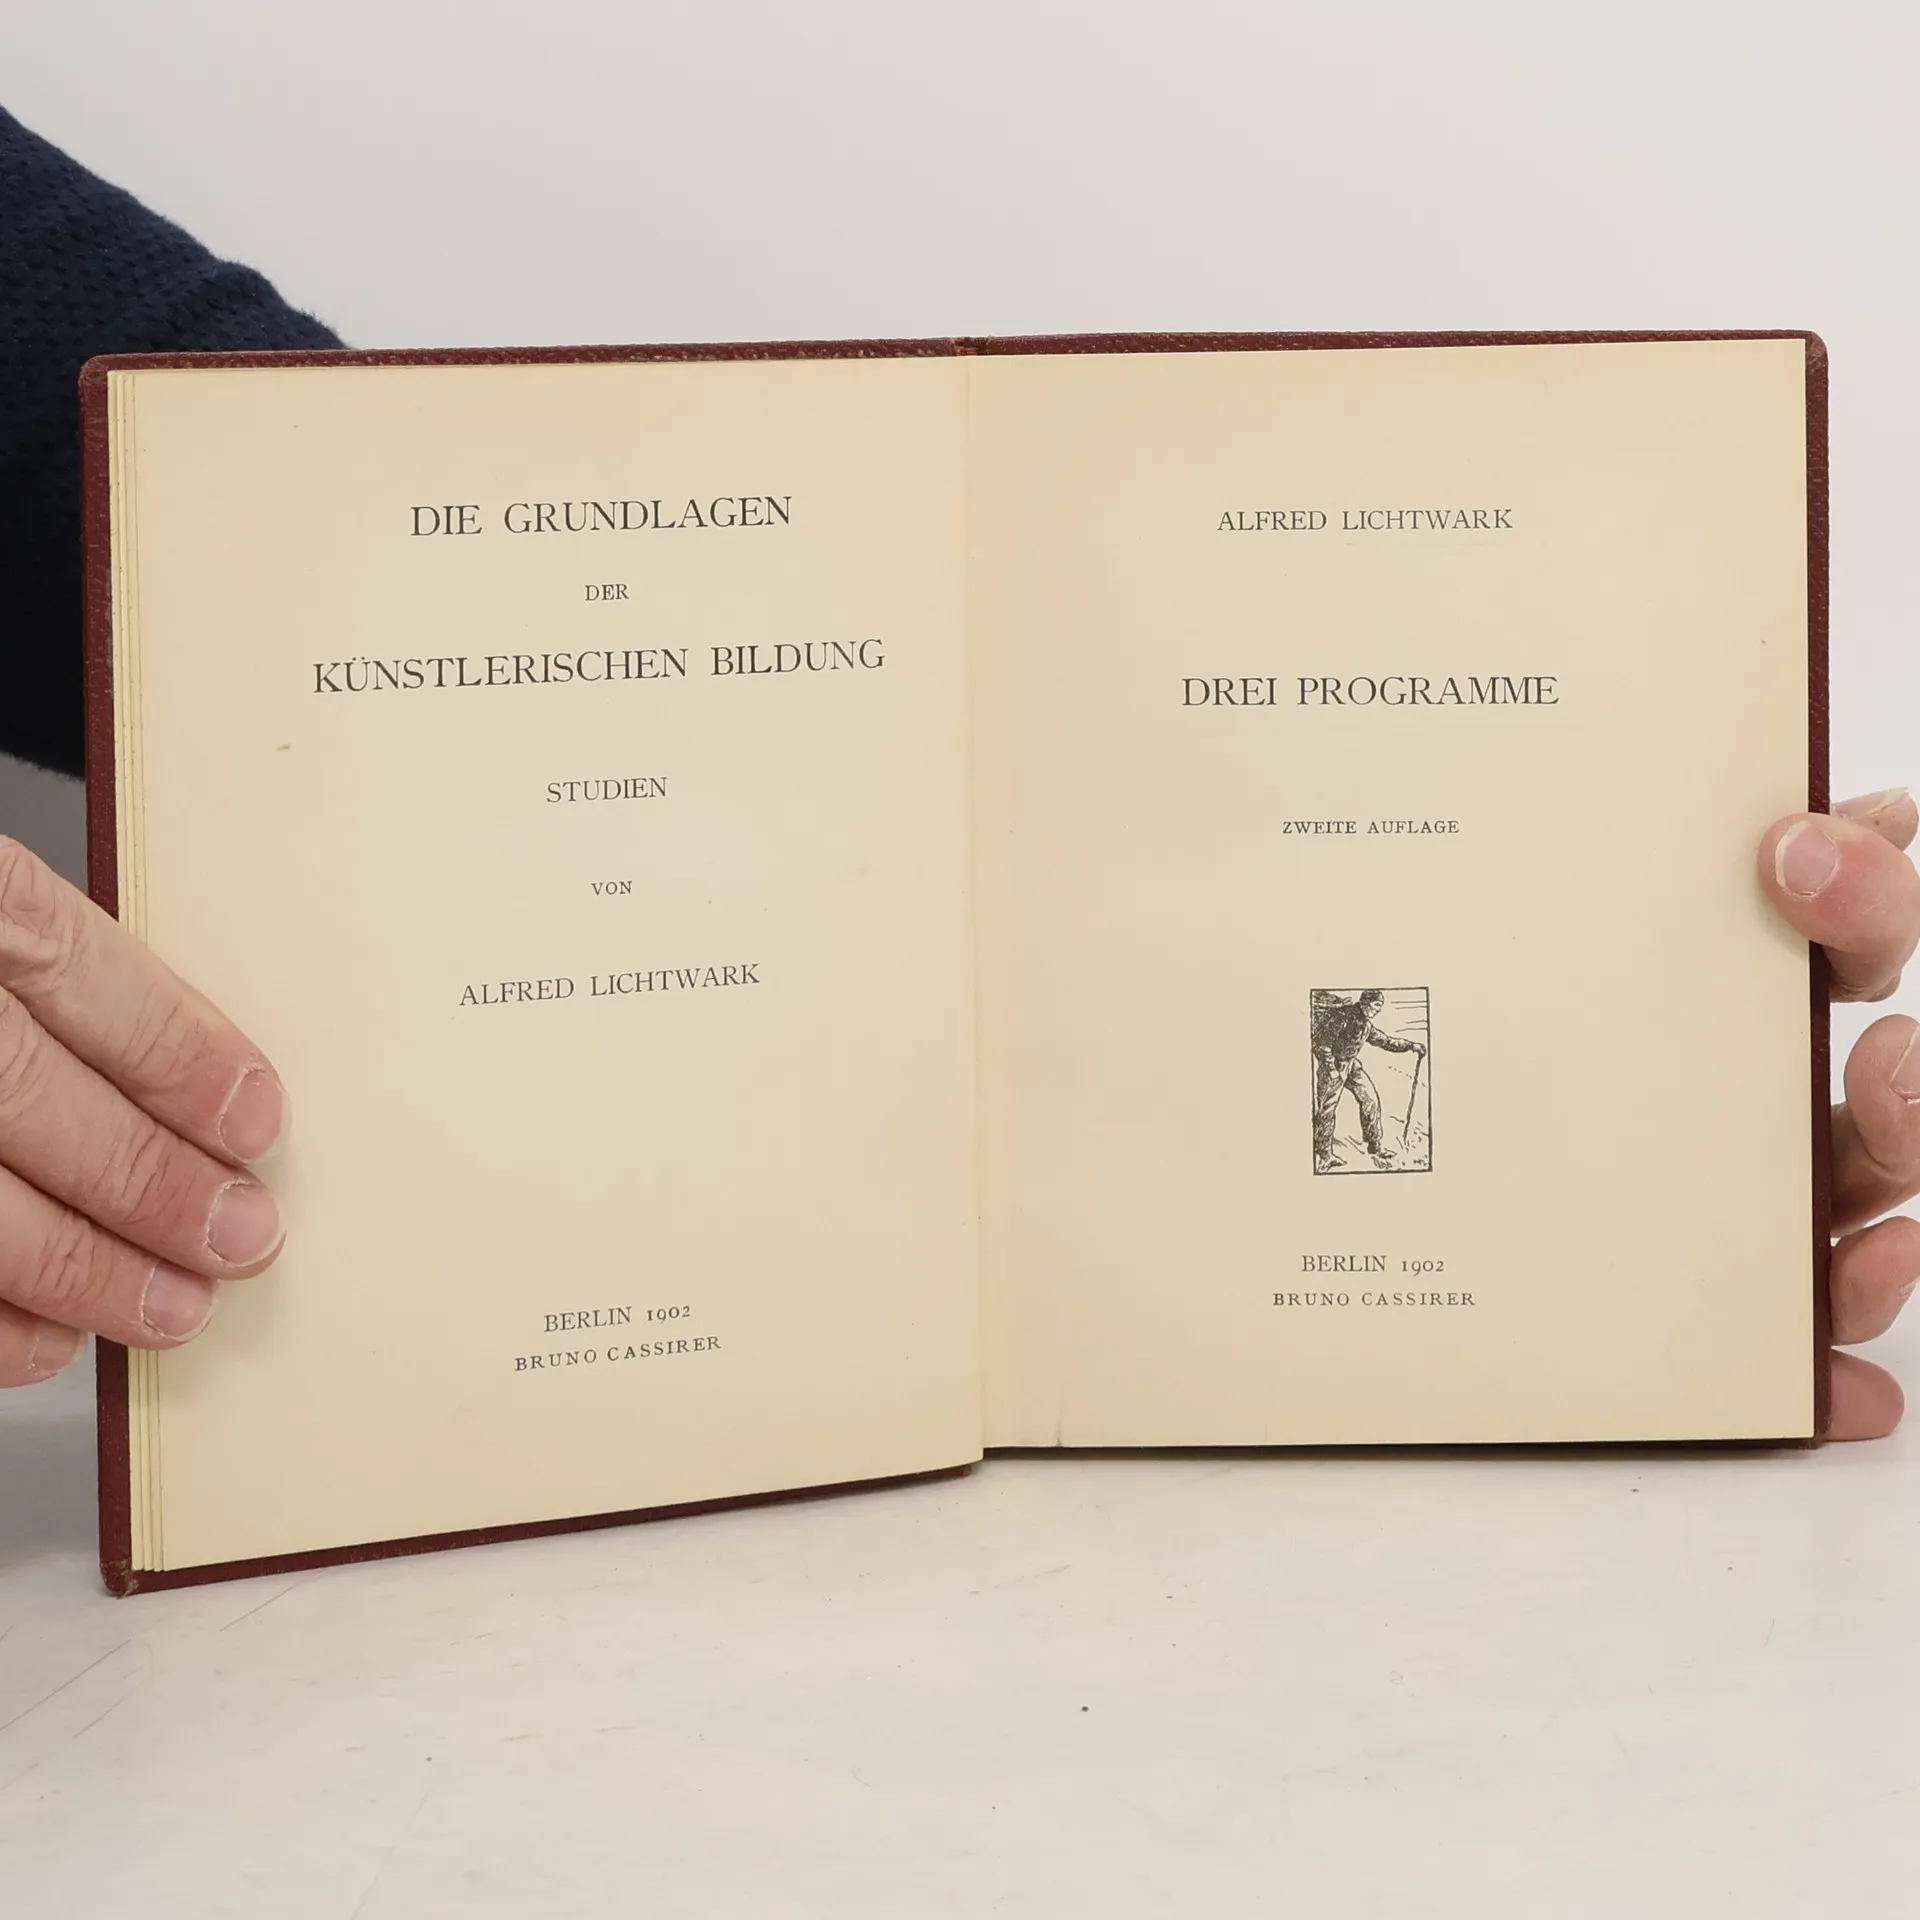 DIE GRUNDLAGEN
DER
KÜNSTLERISCHEN BILDUNG
STUDIEN
VON
ALFRED LICHTWARK
BERLIN 1902
BRUNO CASSIRER
ALFRED LICHTWARK
DREI PROGRAMME
ZWEITE AUFLAGE
BERLIN 1902
BRUNO CASSIRER